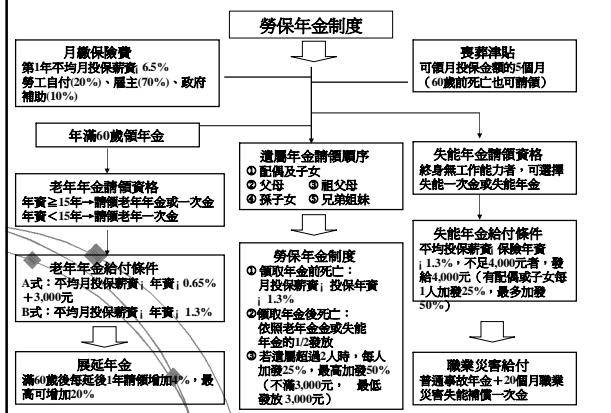 勞保年金制度
月繳保險費
第1年平均月投保薪資¡ 6.5%
勞工自付(20%)、雇主(70%)、政府
補助(10%)
喪葬津貼
可領月投保金額的5個月
（60歲前死亡也可請領）
年滿60歲領年金
老年年金請領資格
年資≧15年→請領老年年金或一次金
年資＜15年→請領老年一次金
老年年金給付條件
A式：平均月投保薪資¡ 年資¡ 0.65%
＋3,000元
B式：平均月投保薪資¡ 年資¡ 1.3%
展延年金
滿60歲後每延後1年請領增加4%，最
高可增加20%
遺屬年金請領順序
① 配偶及子女
② 父母 ③ 祖父母
④ 孫子女 ⑤ 兄弟姐妹
勞保年金制度
① 領取年金前死亡：
月投保薪資¡ 投保年資
¡ 1.3%
②領取年金後死亡：
依照老年金金或失能
年金的1/2發放
③ 若遺屬超過2人時，每人
加發25%，最高加發50%
（不滿3,000元， 最低
發放 3,000元）
失能年金請領資格
終身無工作能力者，可選擇
失能一次金或失能年金
失能年金給付條件
平均投保薪資¡ 保險年資
¡ 1.3%，不足4,000元者，發
給4,000元（有配偶或子女每
1人加發25%，最多加發
50%）
職業災害給付
普通事故年金＋20個月職業
災害失能補償一次金